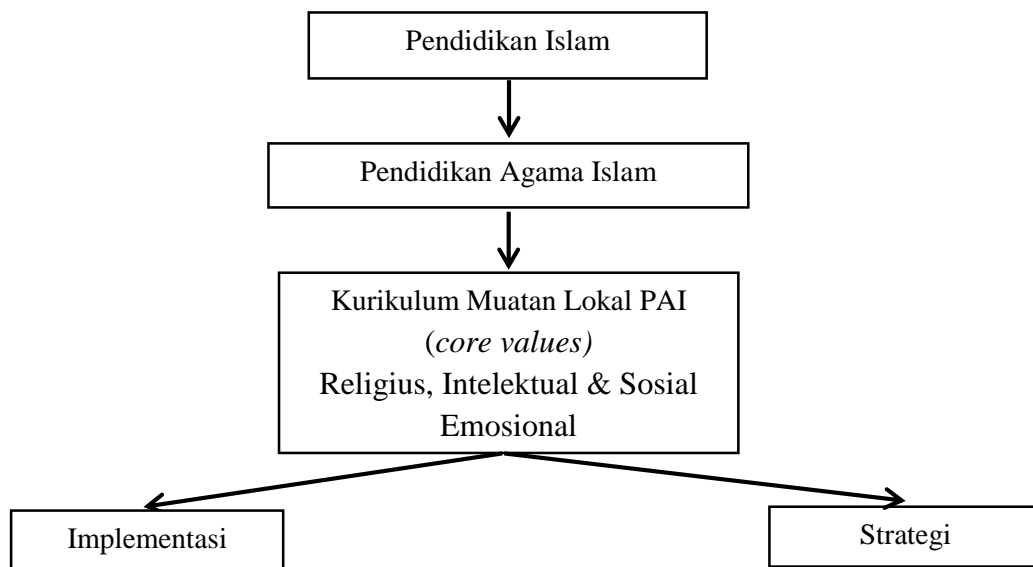 Pendidikan Islam
Pendidikan Agama Islam
Kurikulum Muatan Lokal PAI
(core values)
Religius, Intelektual & Sosial
Emosional
Implementasi
Strategi